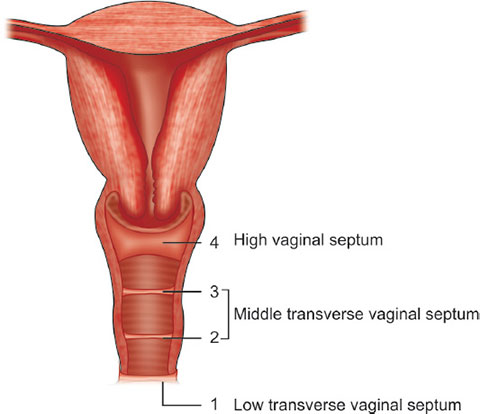 4 High vaginal septum
3
Middle transverse vaginal septum
2
1 Low transverse vaginal septum